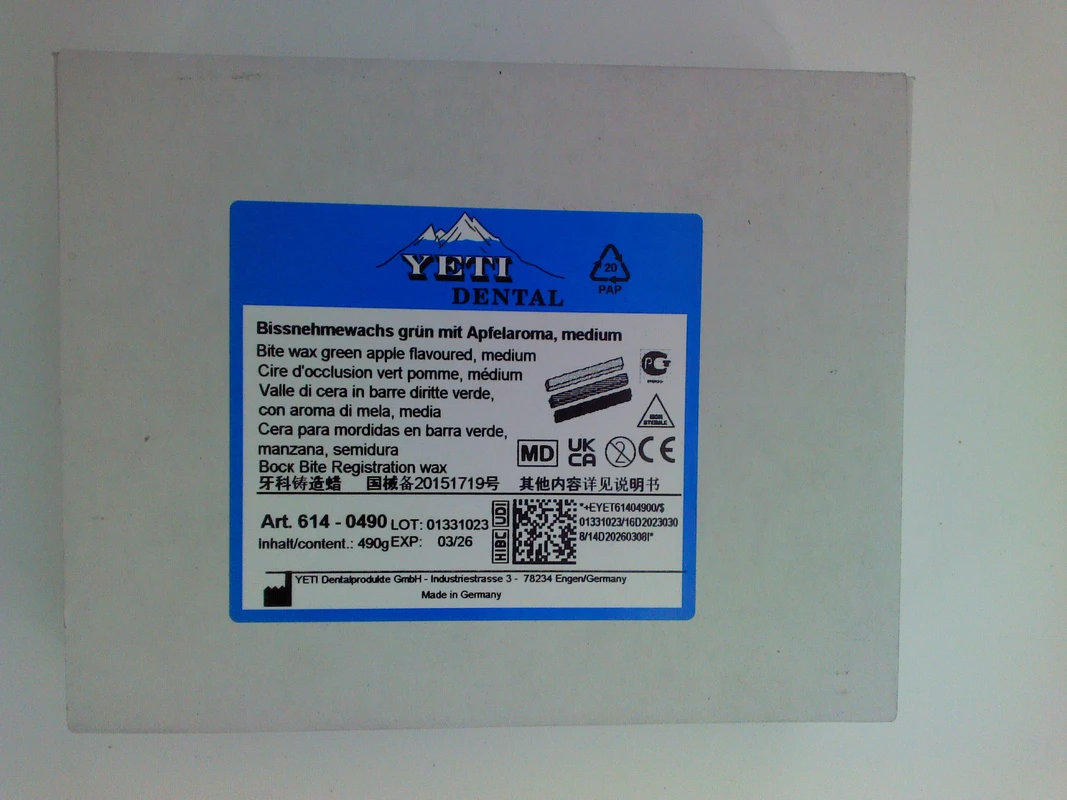 YETI
DENTAL
20
PAP
Bissnehmewachs grün mit Apfelaroma, medium
Bite wax green apple flavoured, medium
Cire d'occlusion vert pomme, médium
Valle di cera in barre diritte verde,
con aroma di mela, media
Cera para mordidas en barra verde,
manzana, semidura
Воск Bite Registration wax
牙科铸造蜡 国械备20151719号 其他内容详见说明书
NON
STERILE
MD
UK
CA
2
CE
Art. 614 - 0490 LOT: 01331023
Inhalt/content.: 490g EXP: 03/26
HIBC UDI
*+EYET61404900/$
01331023/16D2023030
8/14D20260308I*
YETI Dentalprodukte GmbH - Industriestrasse 3 - 78234 Engen/Germany
Made in Germany